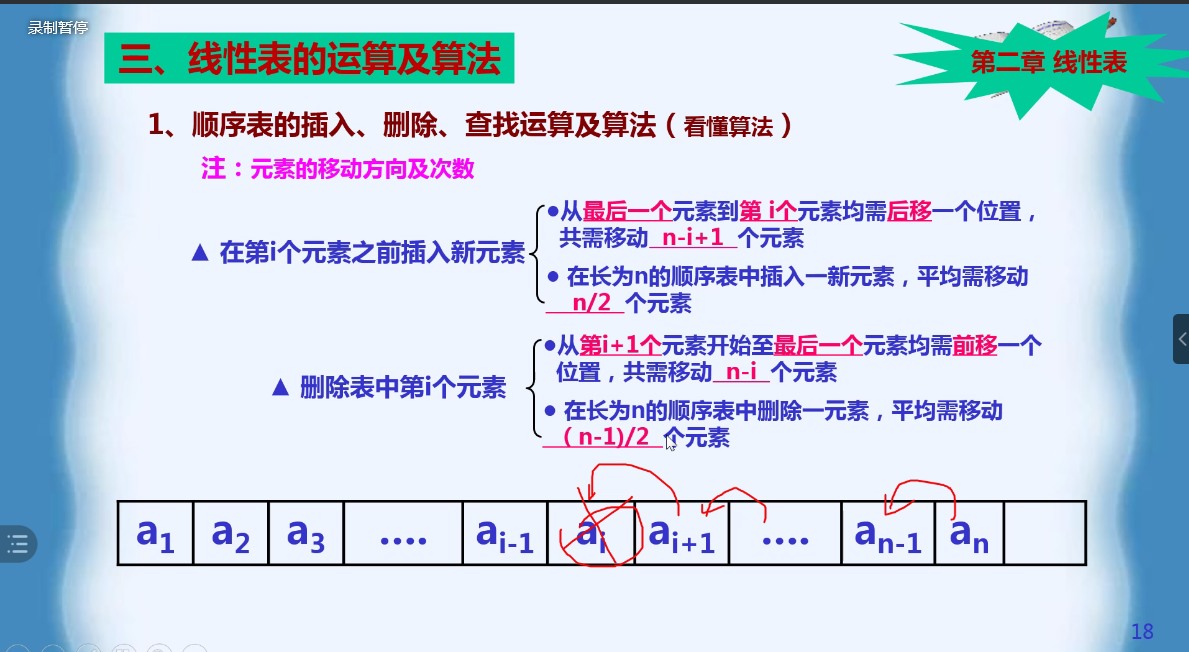 录制暂停
三、线性表的运算及算法
第二章 线性表
1、顺序表的插入、删除、查找运算及算法（看懂算法）
注：元素的移动方向及次数
▲ 在第i个元素之前插入新元素
●从最后一个元素到第 i个元素均需后移一个位置，
共需移动 n-i+1 个元素
● 在长为n的顺序表中插入一新元素，平均需移动
n/2 个元素
▲ 删除表中第i个元素
●从第i+1个元素开始至最后一个元素均需前移一个
位置，共需移动 n-i 个元素
● 在长为n的顺序表中删除一元素，平均需移动
（n-1)/2 个元素
a1 a2 a3 .... ai-1 ai ai+1 .... an-1 an
18